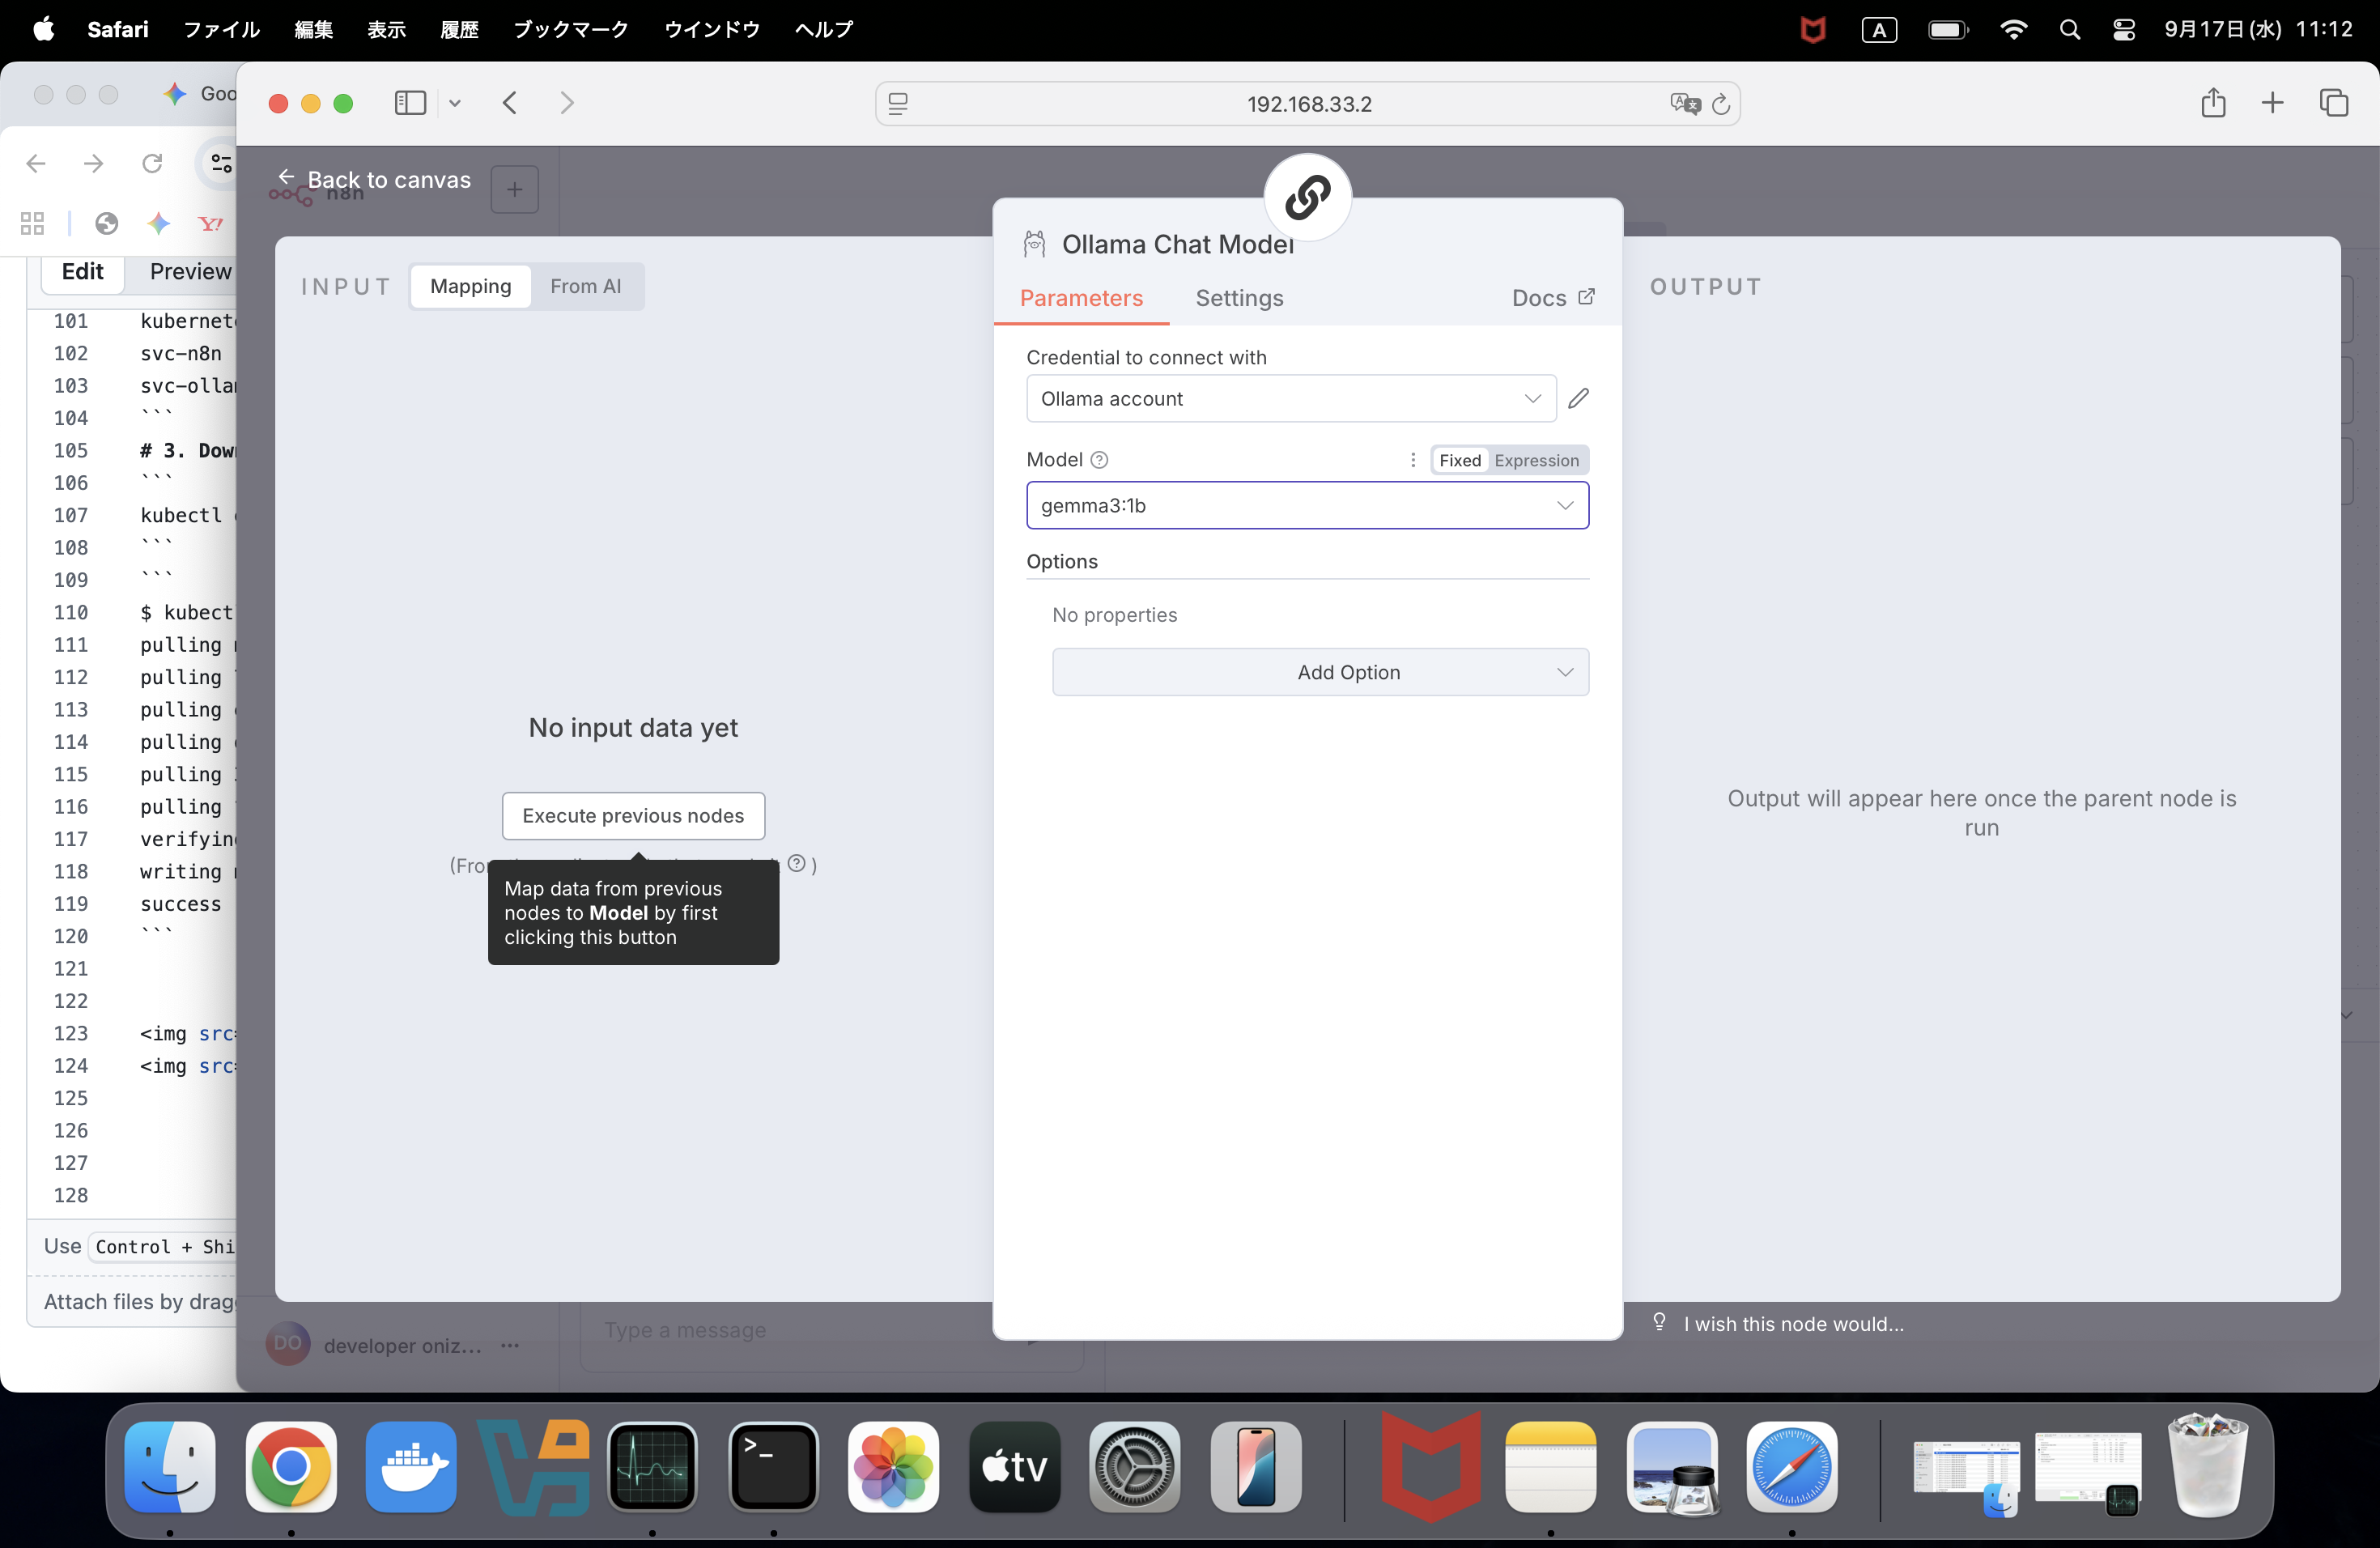 Safari ファイル 編集 表示 履歴 ブックマーク ウインドウ ヘルプ
A 9月17日(水) 11:12
Goo
192.168.33.2
Back to canvas
n8n
Edit Preview
101 kubernet
102 svc-n8n
103 svc-olla
104 ```
105 # 3. Dow
106 ```
107 kubectl
108 ```
109 ```
110 $ kubect
111 pulling
112 pulling
113 pulling
114 pulling
115 pulling
116 pulling
117 verifyin
118 writing
119 success
120 ```
121
122
123 <img src
124 <img src
125
126
127
128
Use Control + Shi
Attach files by drag
INPUT Mapping From AI
No input data yet
Execute previous nodes
(Fro )
Map data from previous
nodes to Model by first
clicking this button
Ollama Chat Model
Parameters Settings Docs
Credential to connect with
Ollama account
Model Fixed Expression
gemma3:1b
Options
No properties
Add Option
OUTPUT
Output will appear here once the parent node is
run
I wish this node would...
DO developer oniz... ...
Type a message
tv